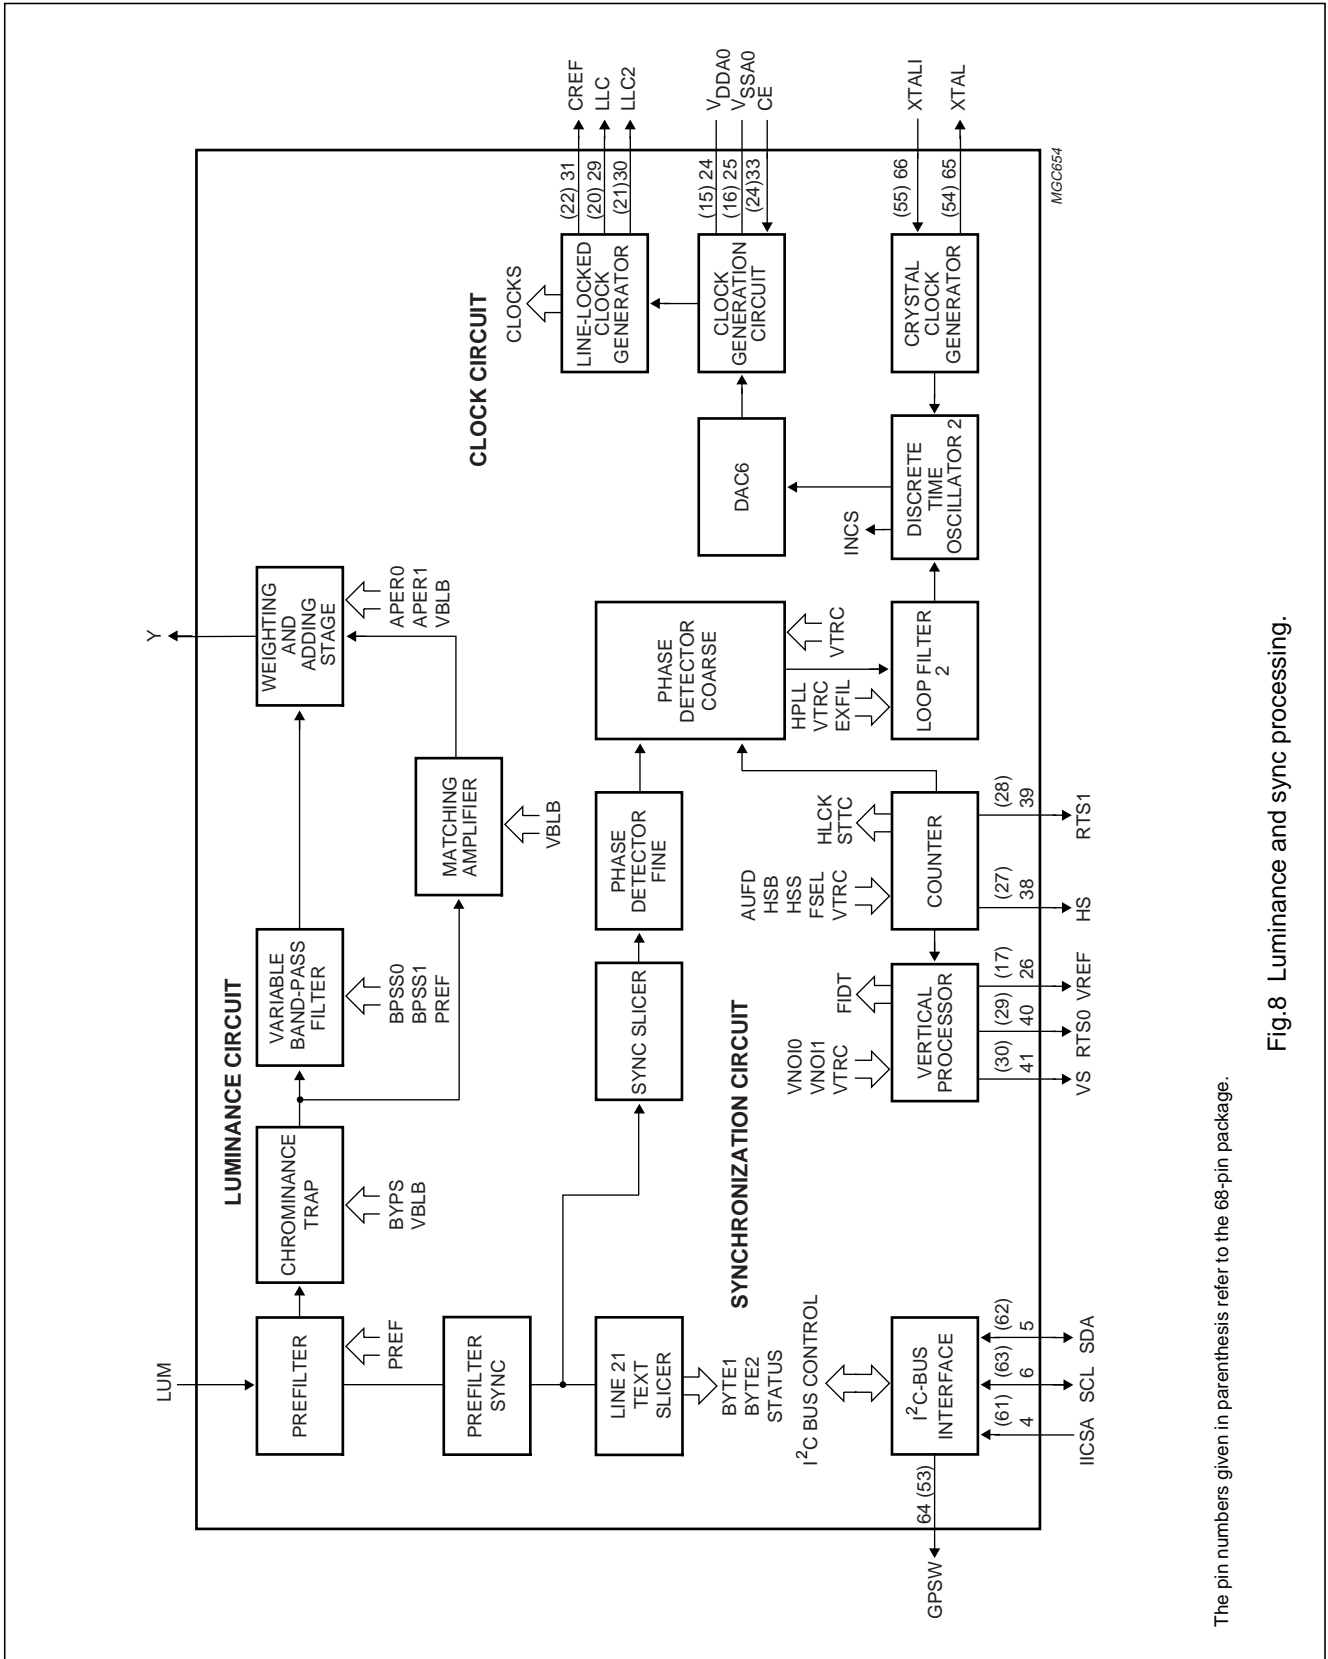 LUM
PREFILTER
PREF
PREFILTER
SYNC
LINE 21
TEXT
SLICER
BYTE1
BYTE2
STATUS
LUMINANCE CIRCUIT
CHROMINANCE
TRAP
BYPS
VBLB
VARIABLE
BAND-PASS
FILTER
BPSS0
BPSS1
PREF
MATCHING
AMPLIFIER
VBLB
Y
WEIGHTING
AND
ADDING
STAGE
APER0
APER1
VBLB
SYNCHRONIZATION CIRCUIT
SYNC SLICER
PHASE
DETECTOR
FINE
PHASE
DETECTOR
COARSE
VTRC
HPLL
VTRC
EXFIL
LOOP FILTER
2
I2C BUS CONTROL
I2C-BUS
INTERFACE
64 (53)
GPSW
(61) (63) (62)
4 6 5
IICSA SCL SDA
VNOI0
VNOI1
VTRC
FIDT
VERTICAL
PROCESSOR
(30) (29) (17)
41 40 26
VS RTS0 VREF
AUFD
HSB
HSS
FSEL
VTRC
HLCK
STTC
COUNTER
(27) (28)
38 39
HS RTS1
CLOCK CIRCUIT
CLOCKS
LINE-LOCKED
CLOCK
GENERATOR
(22) 31 CREF
(20) 29 LLC
(21)30 LLC2
DAC6
CLOCK
GENERATION
CIRCUIT
(15) 24 VDDA0
(16) 25 VSSA0
(24)33 CE
INCS
DISCRETE
TIME
OSCILLATOR 2
CRYSTAL
CLOCK
GENERATOR
(55) 66 XTALI
(54) 65 XTAL
MGC654
The pin numbers given in parenthesis refer to the 68-pin package.
Fig.8 Luminance and sync processing.